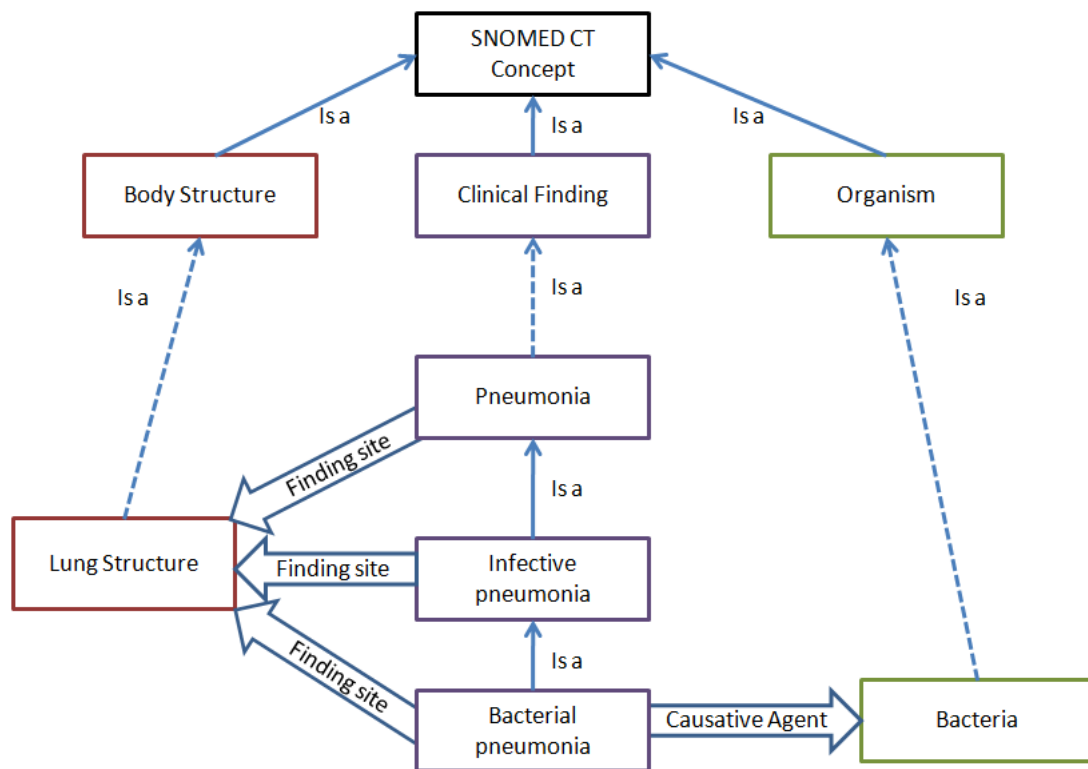 SNOMED CT
Concept
Is a
Is a
Is a
Body Structure
Clinical Finding
Organism
Is a
Is a
Is a
Pneumonia
Finding site
Is a
Lung Structure
Finding site
Infective
pneumonia
Finding site
Is a
Bacterial
pneumonia
Causative Agent
Bacteria